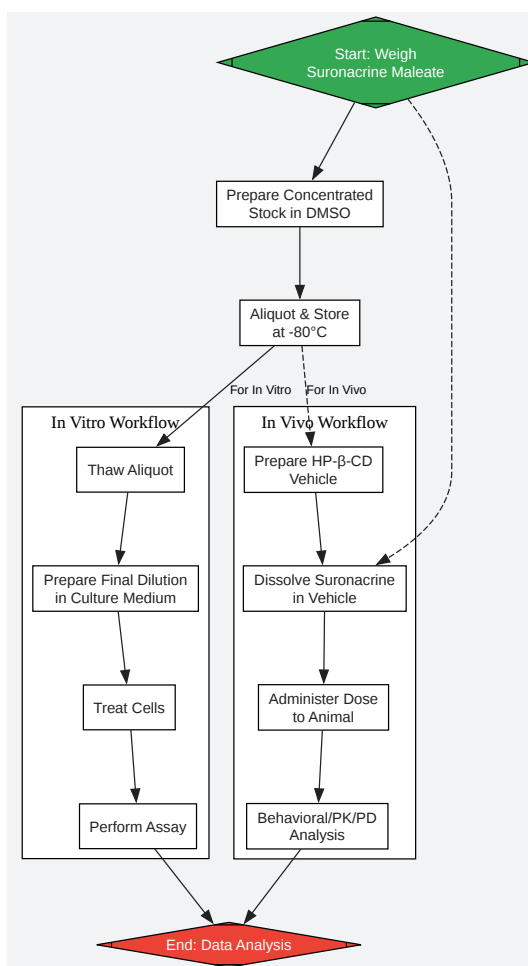 Start: Weigh
Suronacrine Maleate
Prepare Concentrated
Stock in DMSO
Aliquot & Store
at -80°C
For In Vitro
For In Vivo
In Vitro Workflow
Thaw Aliquot
Prepare Final Dilution
in Culture Medium
Treat Cells
Perform Assay
In Vivo Workflow
Prepare HP-β-CD
Vehicle
Dissolve Suronacrine
in Vehicle
Administer Dose
to Animal
Behavioral/PK/PD
Analysis
End: Data Analysis